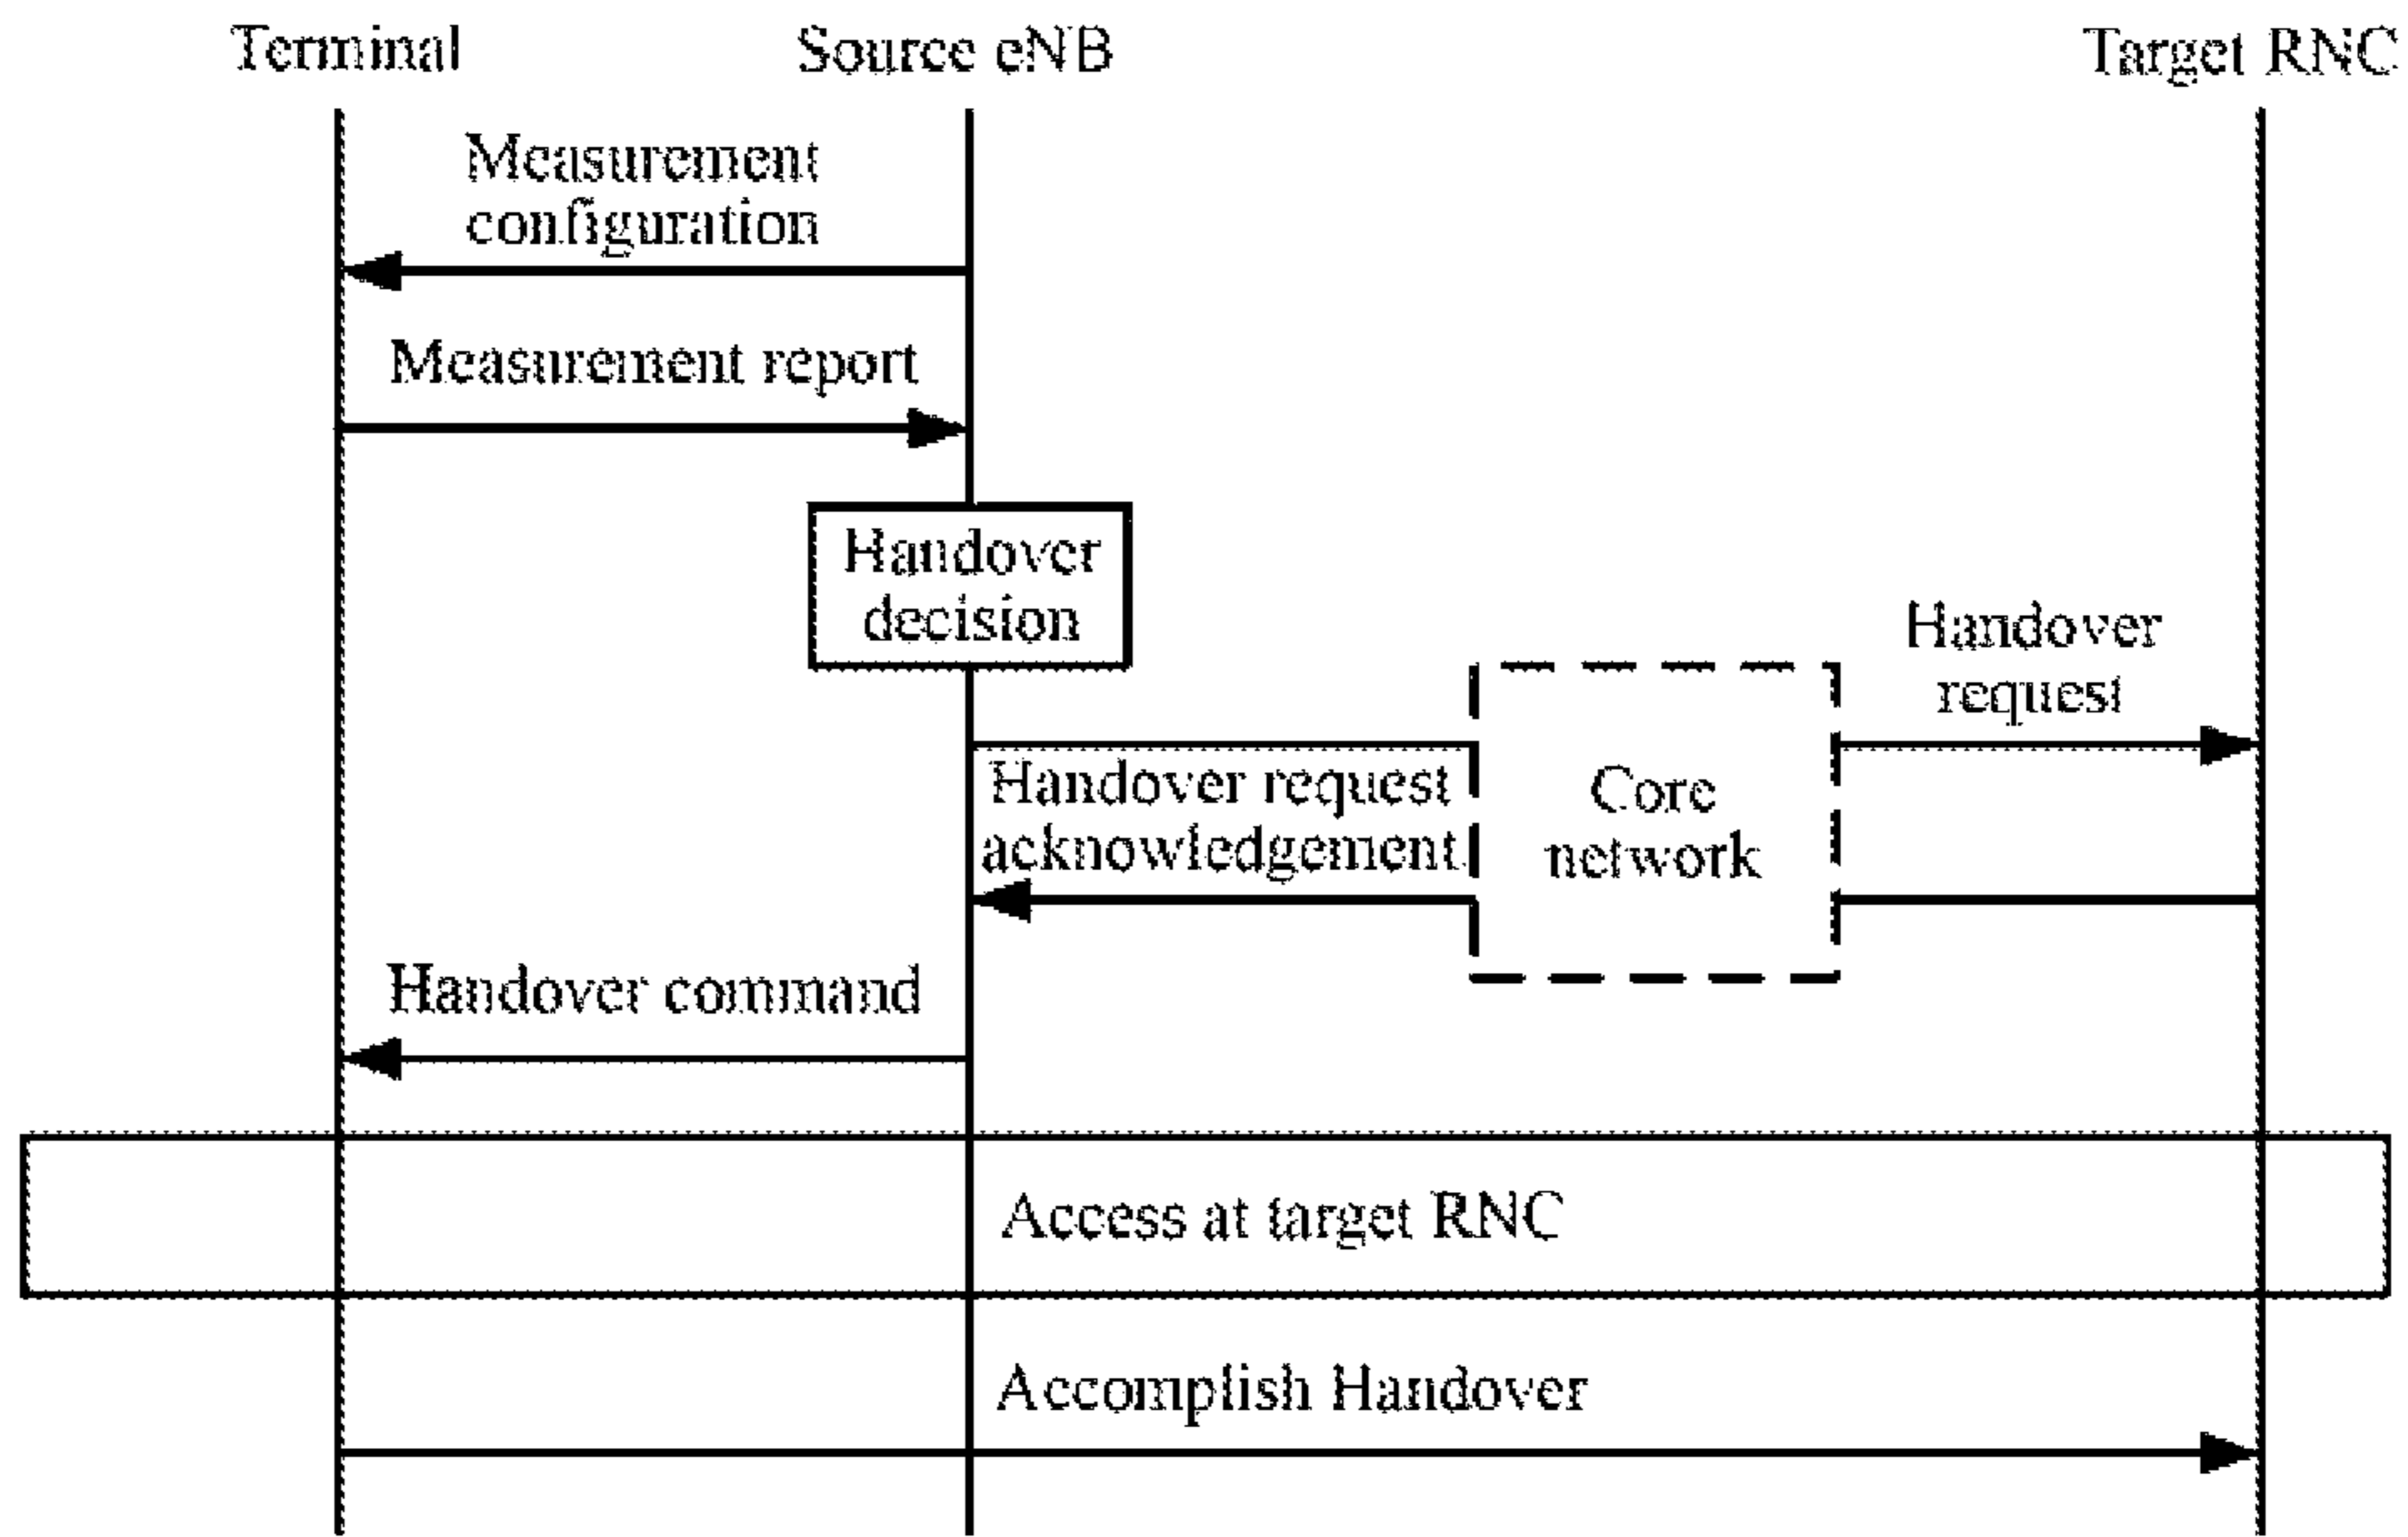 Terminal
Source eNB
Target RNC
Measurement
configuration
Measurement report
Handover
decision
Handover
request
Handover request
acknowledgement
Core
network
Handover command
Access at target RNC
Accomplish Handover